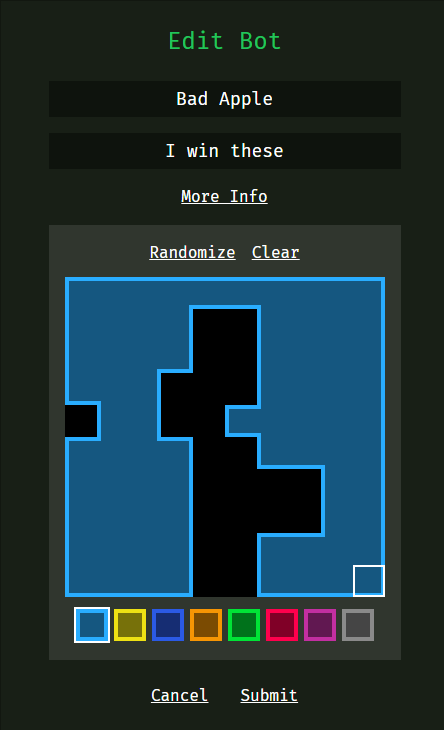 Edit Bot
Bad Apple
I win these
More Info
Randomize Clear
Cancel Submit